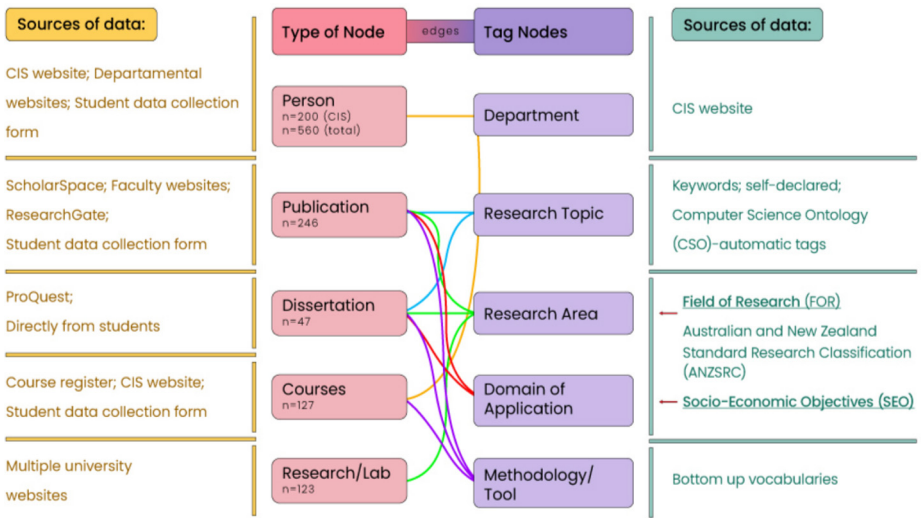 Sources of data:
Type of Node
edges
Tag Nodes
Sources of data:
CIS website; Departamental
websites; Student data collection
form
Person
n=200 (CIS)
n=560 (total)
Department
CIS website
ScholarSpace; Faculty websites;
ResearchGate;
Student data collection form
Publication
n=246
Research Topic
Keywords; self-declared;
Computer Science Ontology
(CSO)-automatic tags
ProQuest;
Directly from students
Dissertation
n=47
Research Area
Field of Research (FOR)
Australian and New Zealand
Standard Research Classification
(ANZSRC)
Course register; CIS website;
Student data collection form
Courses
n=127
Domain of
Application
Socio-Economic Objectives (SEO)
Multiple university
websites
Research/Lab
n=123
Methodology/
Tool
Bottom up vocabularies